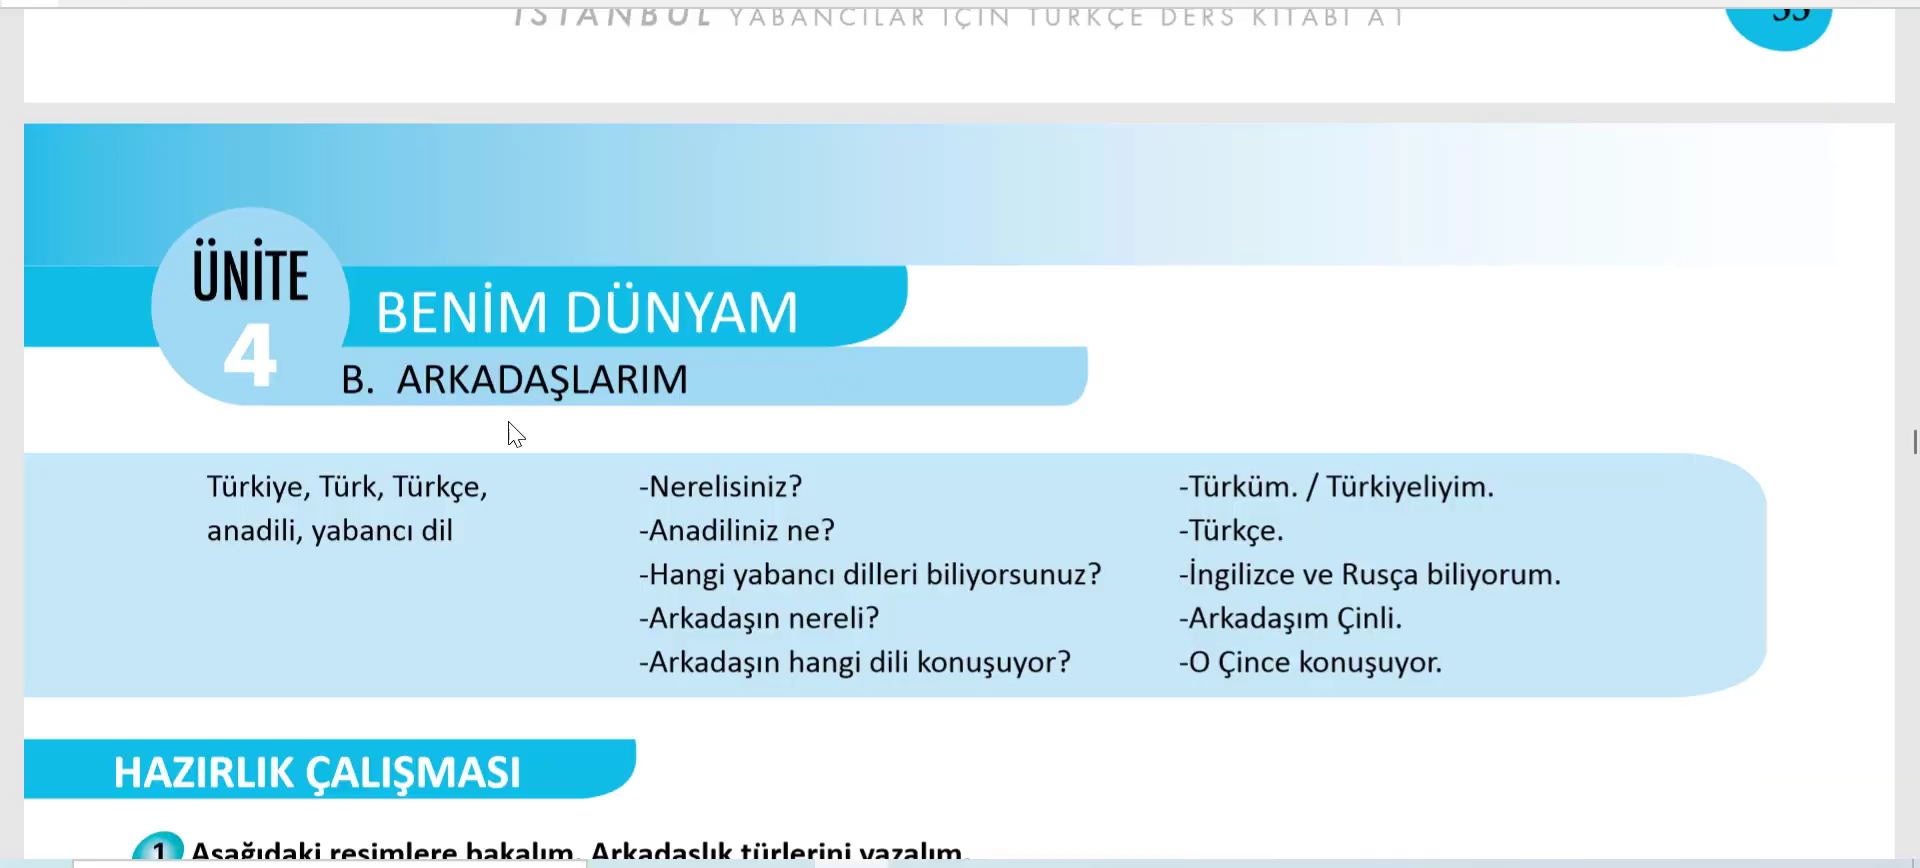 İSTANBUL YABANCILAR İÇİN TÜRKÇE DERS KİTABI A1
ÜNİTE
4
BENİM DÜNYAM
B. ARKADAŞLARIM
Türkiye, Türk, Türkçe,
anadili, yabancı dil
-Nerelisiniz?
-Anadiliniz ne?
-Hangi yabancı dilleri biliyorsunuz?
-Arkadaşın nereli?
-Arkadaşın hangi dili konuşuyor?
-Türküm. / Türkiyeliyim.
-Türkçe.
-İngilizce ve Rusça biliyorum.
-Arkadaşım Çinli.
-O Çince konuşuyor.
HAZIRLIK ÇALIŞMASI
1 Aşağıdaki resimlere bakalım. Arkadaşlık türlerini yazalım.